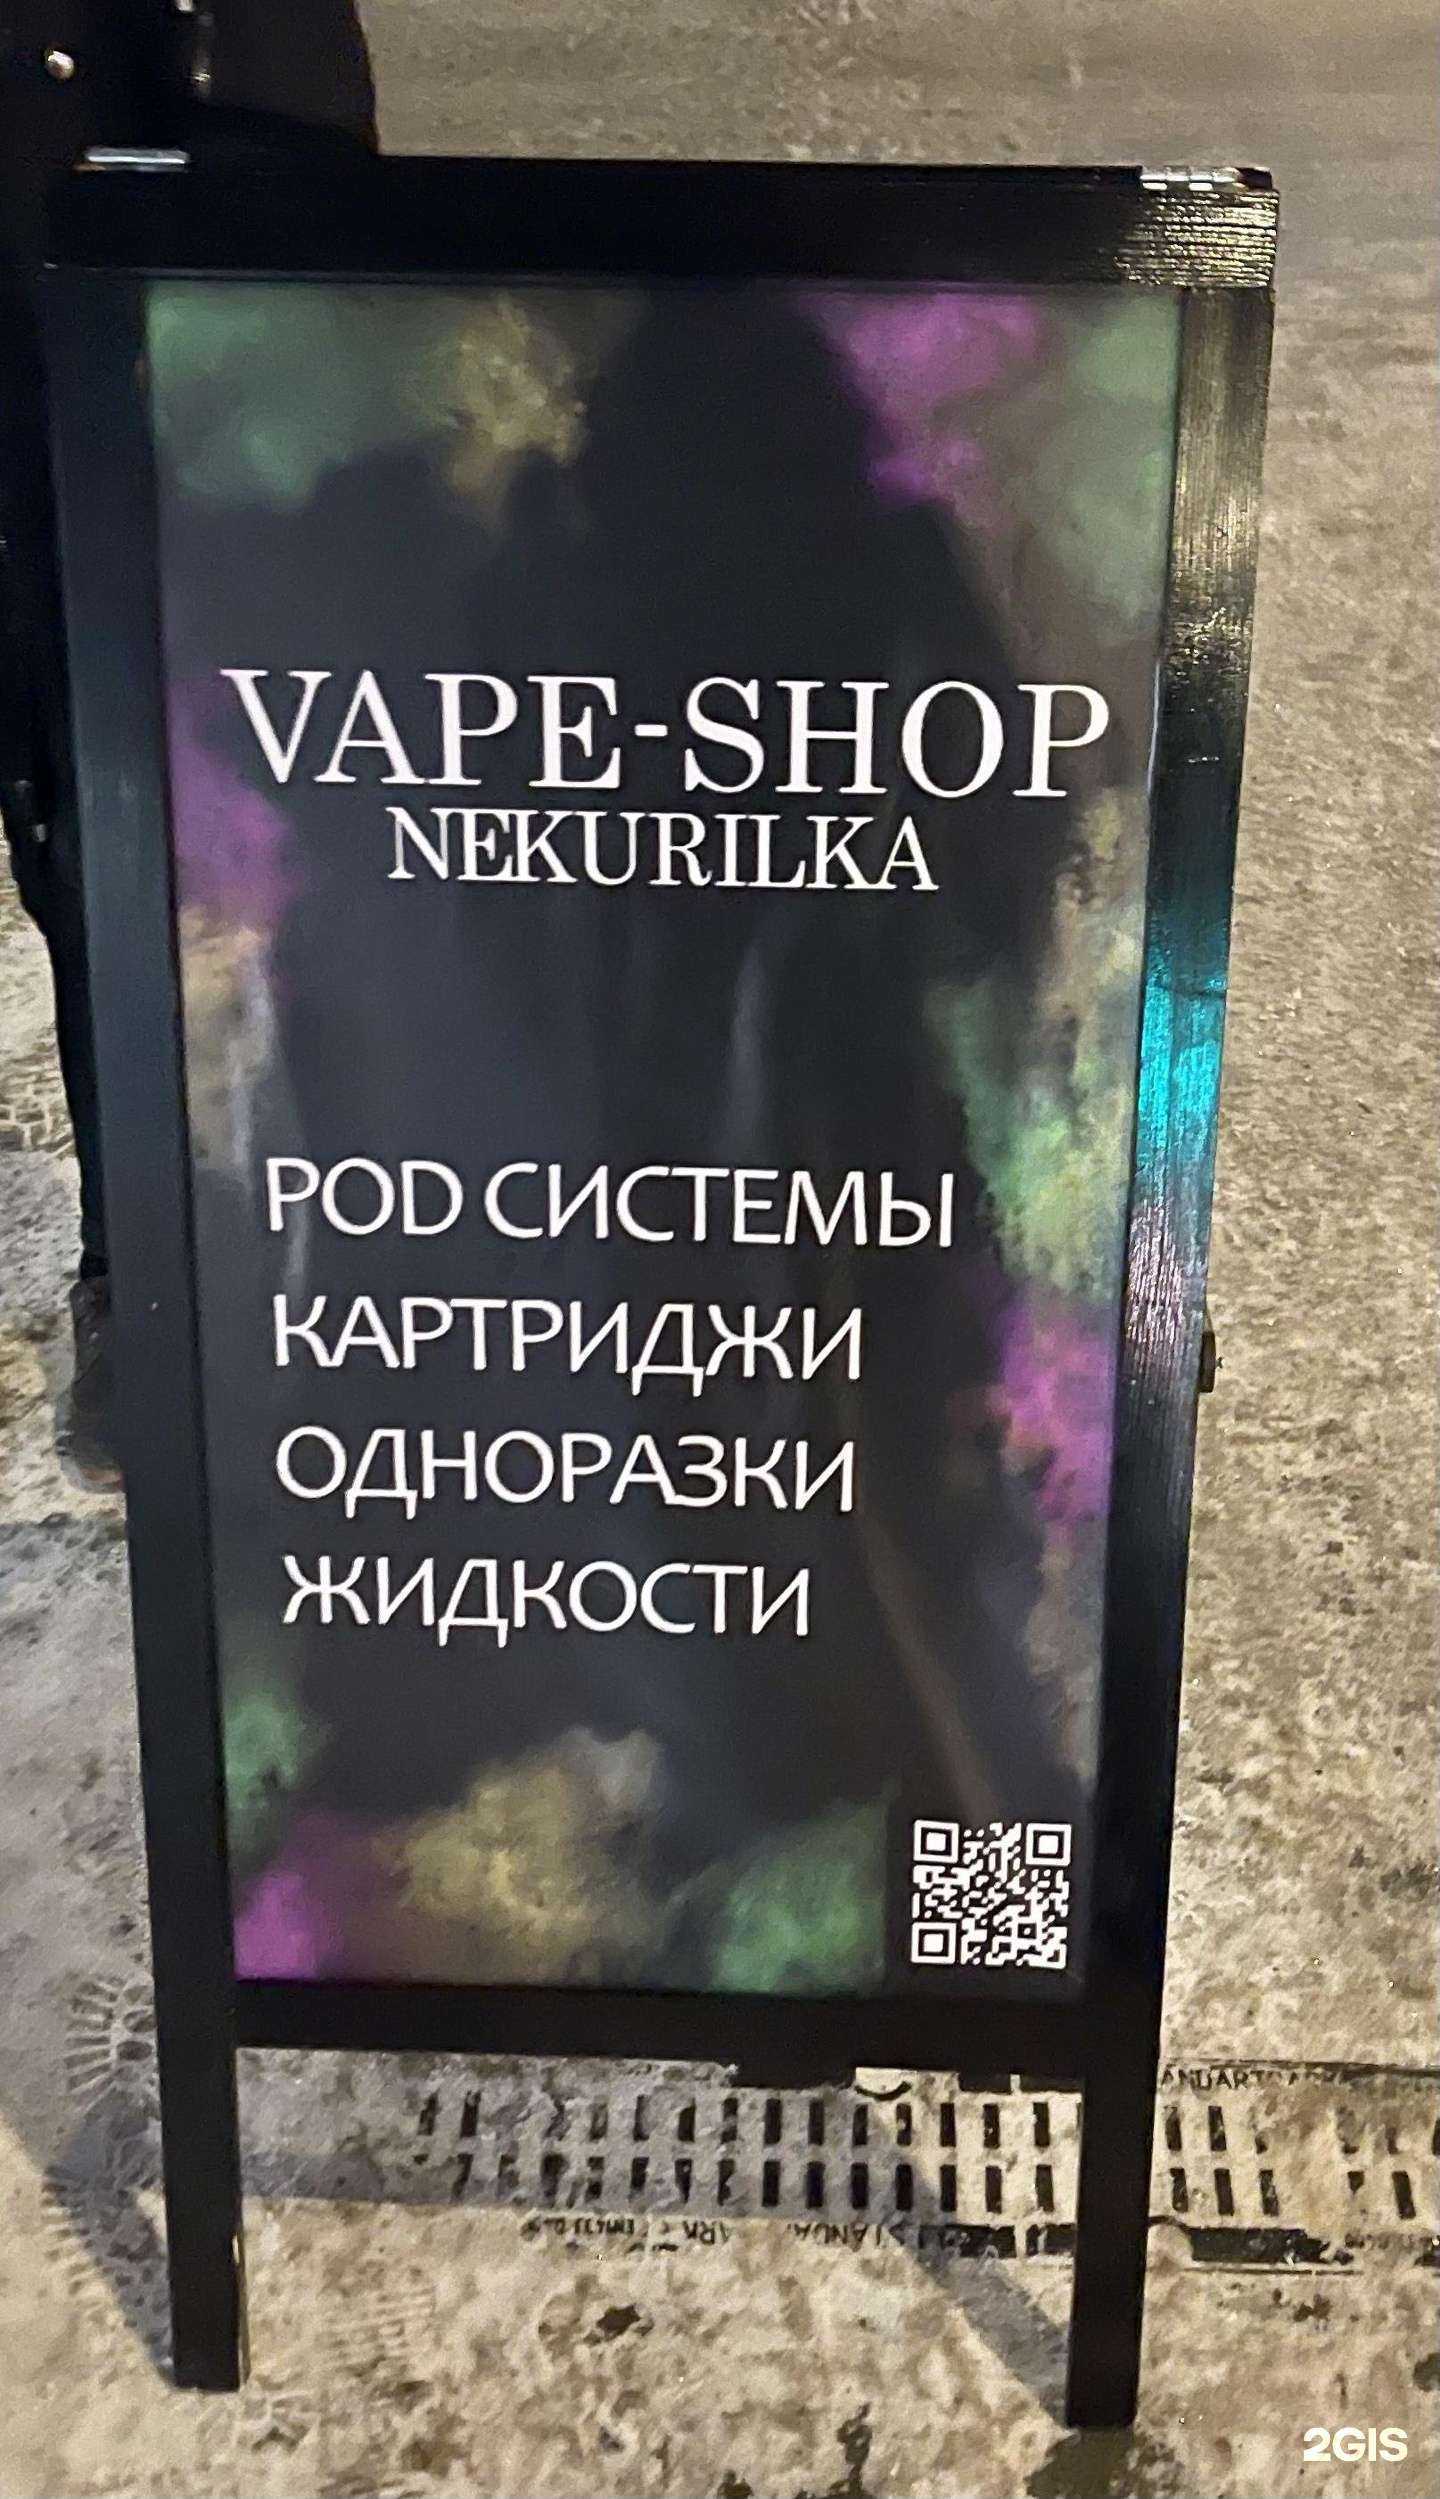 VAPE-SHOP
NEKURILKA
POD СИСТЕМЫ
КАРТРИДЖИ
ОДНОРАЗКИ
ЖИДКОСТИ
2GIS